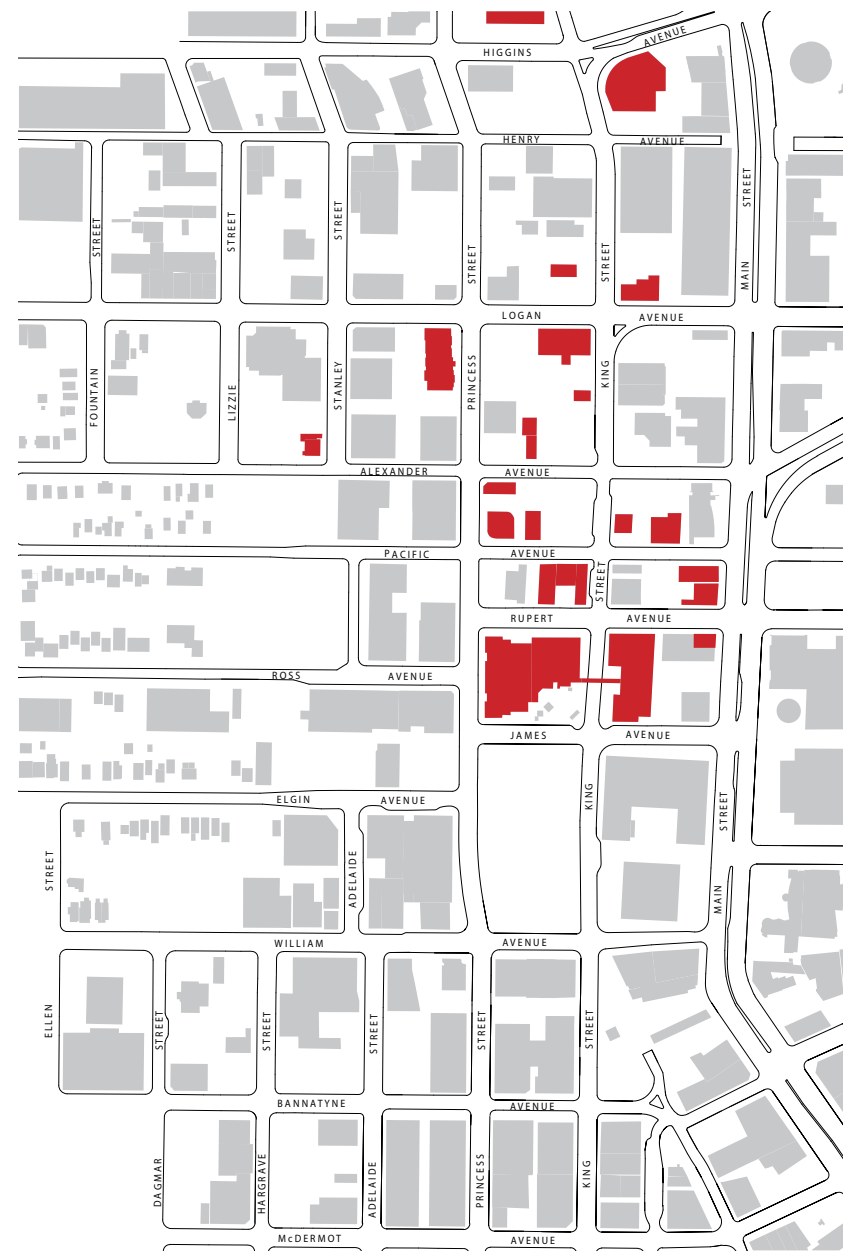 HIGGINS
AVENUE
HENRY
AVENUE
STREET
STREET
STREET
STREET
STREET
MAIN STREET
LOGAN
AVENUE
FOUNTAIN
LIZZIE
STANLEY
PRINCESS
KING
ALEXANDER
AVENUE
PACIFIC
AVENUE
STREET
RUPERT
AVENUE
ROSS
AVENUE
JAMES
AVENUE
KING
STREET
ELGIN
AVENUE
STREET
ADELAIDE
MAIN
WILLIAM
AVENUE
ELLEN
STREET
STREET
STREET
STREET
STREET
BANNATYNE
AVENUE
DAGMAR
HARGRAVE
ADELAIDE
PRINCESS
KING
McDERMOT
AVENUE